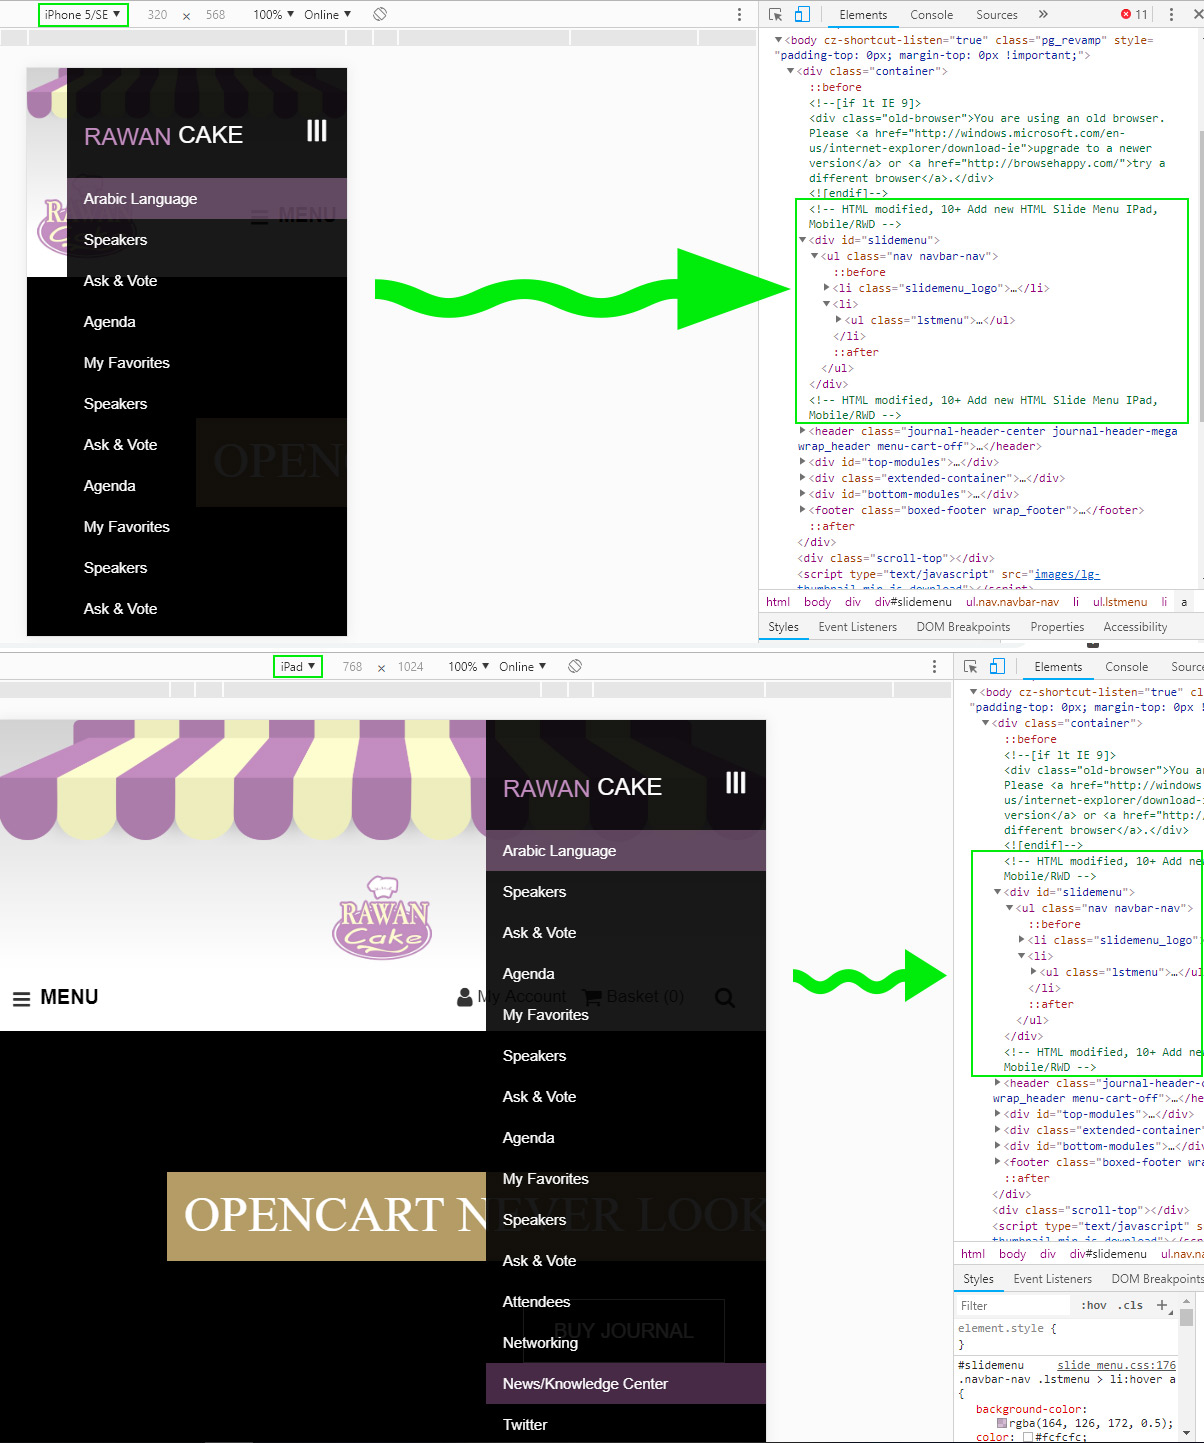 iPhone 5/SE ▼ 320 × 568 100% ▼ Online ▼
Elements Console Sources » 11
RAWAN CAKE
Arabic Language
MENU
Speakers
Ask & Vote
Agenda
My Favorites
Speakers
Ask & Vote
OPENC
Agenda
My Favorites
Speakers
Ask & Vote
▼<body cz-shortcut-listen="true" class="pg_revamp" style=
"padding-top: 0px; margin-top: 0px !important;">
▼<div class="container">
::before
<!--[if lt IE 9]>
<div class="old-browser">You are using an old browser.
Please <a href="http://windows.microsoft.com/en-
us/internet-explorer/download-ie">upgrade to a newer
version</a> or <a href="http://browsehappy.com/">try a
different browser</a>.</div>
<![endif]-->
<!-- HTML modified, 10+ Add new HTML Slide Menu IPad,
Mobile/RWD -->
▼<div id="slidemenu">
▼<ul class="nav navbar-nav">
::before
▶<li class="slidemenu_logo">…</li>
▼<li>
▶<ul class="lstmenu">…</ul>
</li>
::after
</ul>
</div>
<!-- HTML modified, 10+ Add new HTML Slide Menu IPad,
Mobile/RWD -->
▶<header class="journal-header-center journal-header-mega
wrap_header menu-cart-off">…</header>
▶<div id="top-modules">…</div>
▶<div class="extended-container">…</div>
▶<div id="bottom-modules">…</div>
▶<footer class="boxed-footer wrap_footer">…</footer>
::after
</div>
<div class="scroll-top"></div>
<script type="text/javascript" src="images/lg-
thumbnail.min.js.download"></script>
html body div div#slidemenu ul.nav.navbar-nav li ul.lstmenu li a
Styles Event Listeners DOM Breakpoints Properties Accessibility
iPad ▼ 768 × 1024 100% ▼ Online ▼
Elements Console Sourc
RAWAN CAKE
Arabic Language
RAWAN
Cake
Speakers
Ask & Vote
Agenda
MENU
My Account Basket (0)
My Favorites
Speakers
Ask & Vote
Agenda
My Favorites
OPENCART NEVER LOOK
Speakers
Ask & Vote
Attendees
BUY JOURNAL
Networking
News/Knowledge Center
Twitter
▼<body cz-shortcut-listen="true" cl
"padding-top: 0px; margin-top: 0px !
▼<div class="container">
::before
<!--[if lt IE 9]>
<div class="old-browser">You ar
Please <a href="http://windows
us/internet-explorer/download-i
version</a> or <a href="http:/
different browser</a>.</div>
<![endif]-->
<!-- HTML modified, 10+ Add ne
Mobile/RWD -->
▼<div id="slidemenu">
▼<ul class="nav navbar-nav">
::before
▶<li class="slidemenu_logo"
▼<li>
▶<ul class="lstmenu">…</ul
</li>
::after
</ul>
</div>
<!-- HTML modified, 10+ Add ne
Mobile/RWD -->
▶<header class="journal-header-c
wrap_header menu-cart-off">…</he
▶<div id="top-modules">…</div>
▶<div class="extended-container"
▶<div id="bottom-modules">…</div
▶<footer class="boxed-footer wra
::after
</div>
<div class="scroll-top"></div>
<script type="text/javascript" s
thumbnail.min.js.download"></scr
html body div div#slidemenu ul.nav.na
Styles Event Listeners DOM Breakpoints
Filter :hov .cls +
element.style {
}
#slidemenu slide_menu.css:176
.navbar-nav .lstmenu > li:hover a
{
background-color:
rgba(164, 126, 172, 0.5);
color: #fcfcfc;